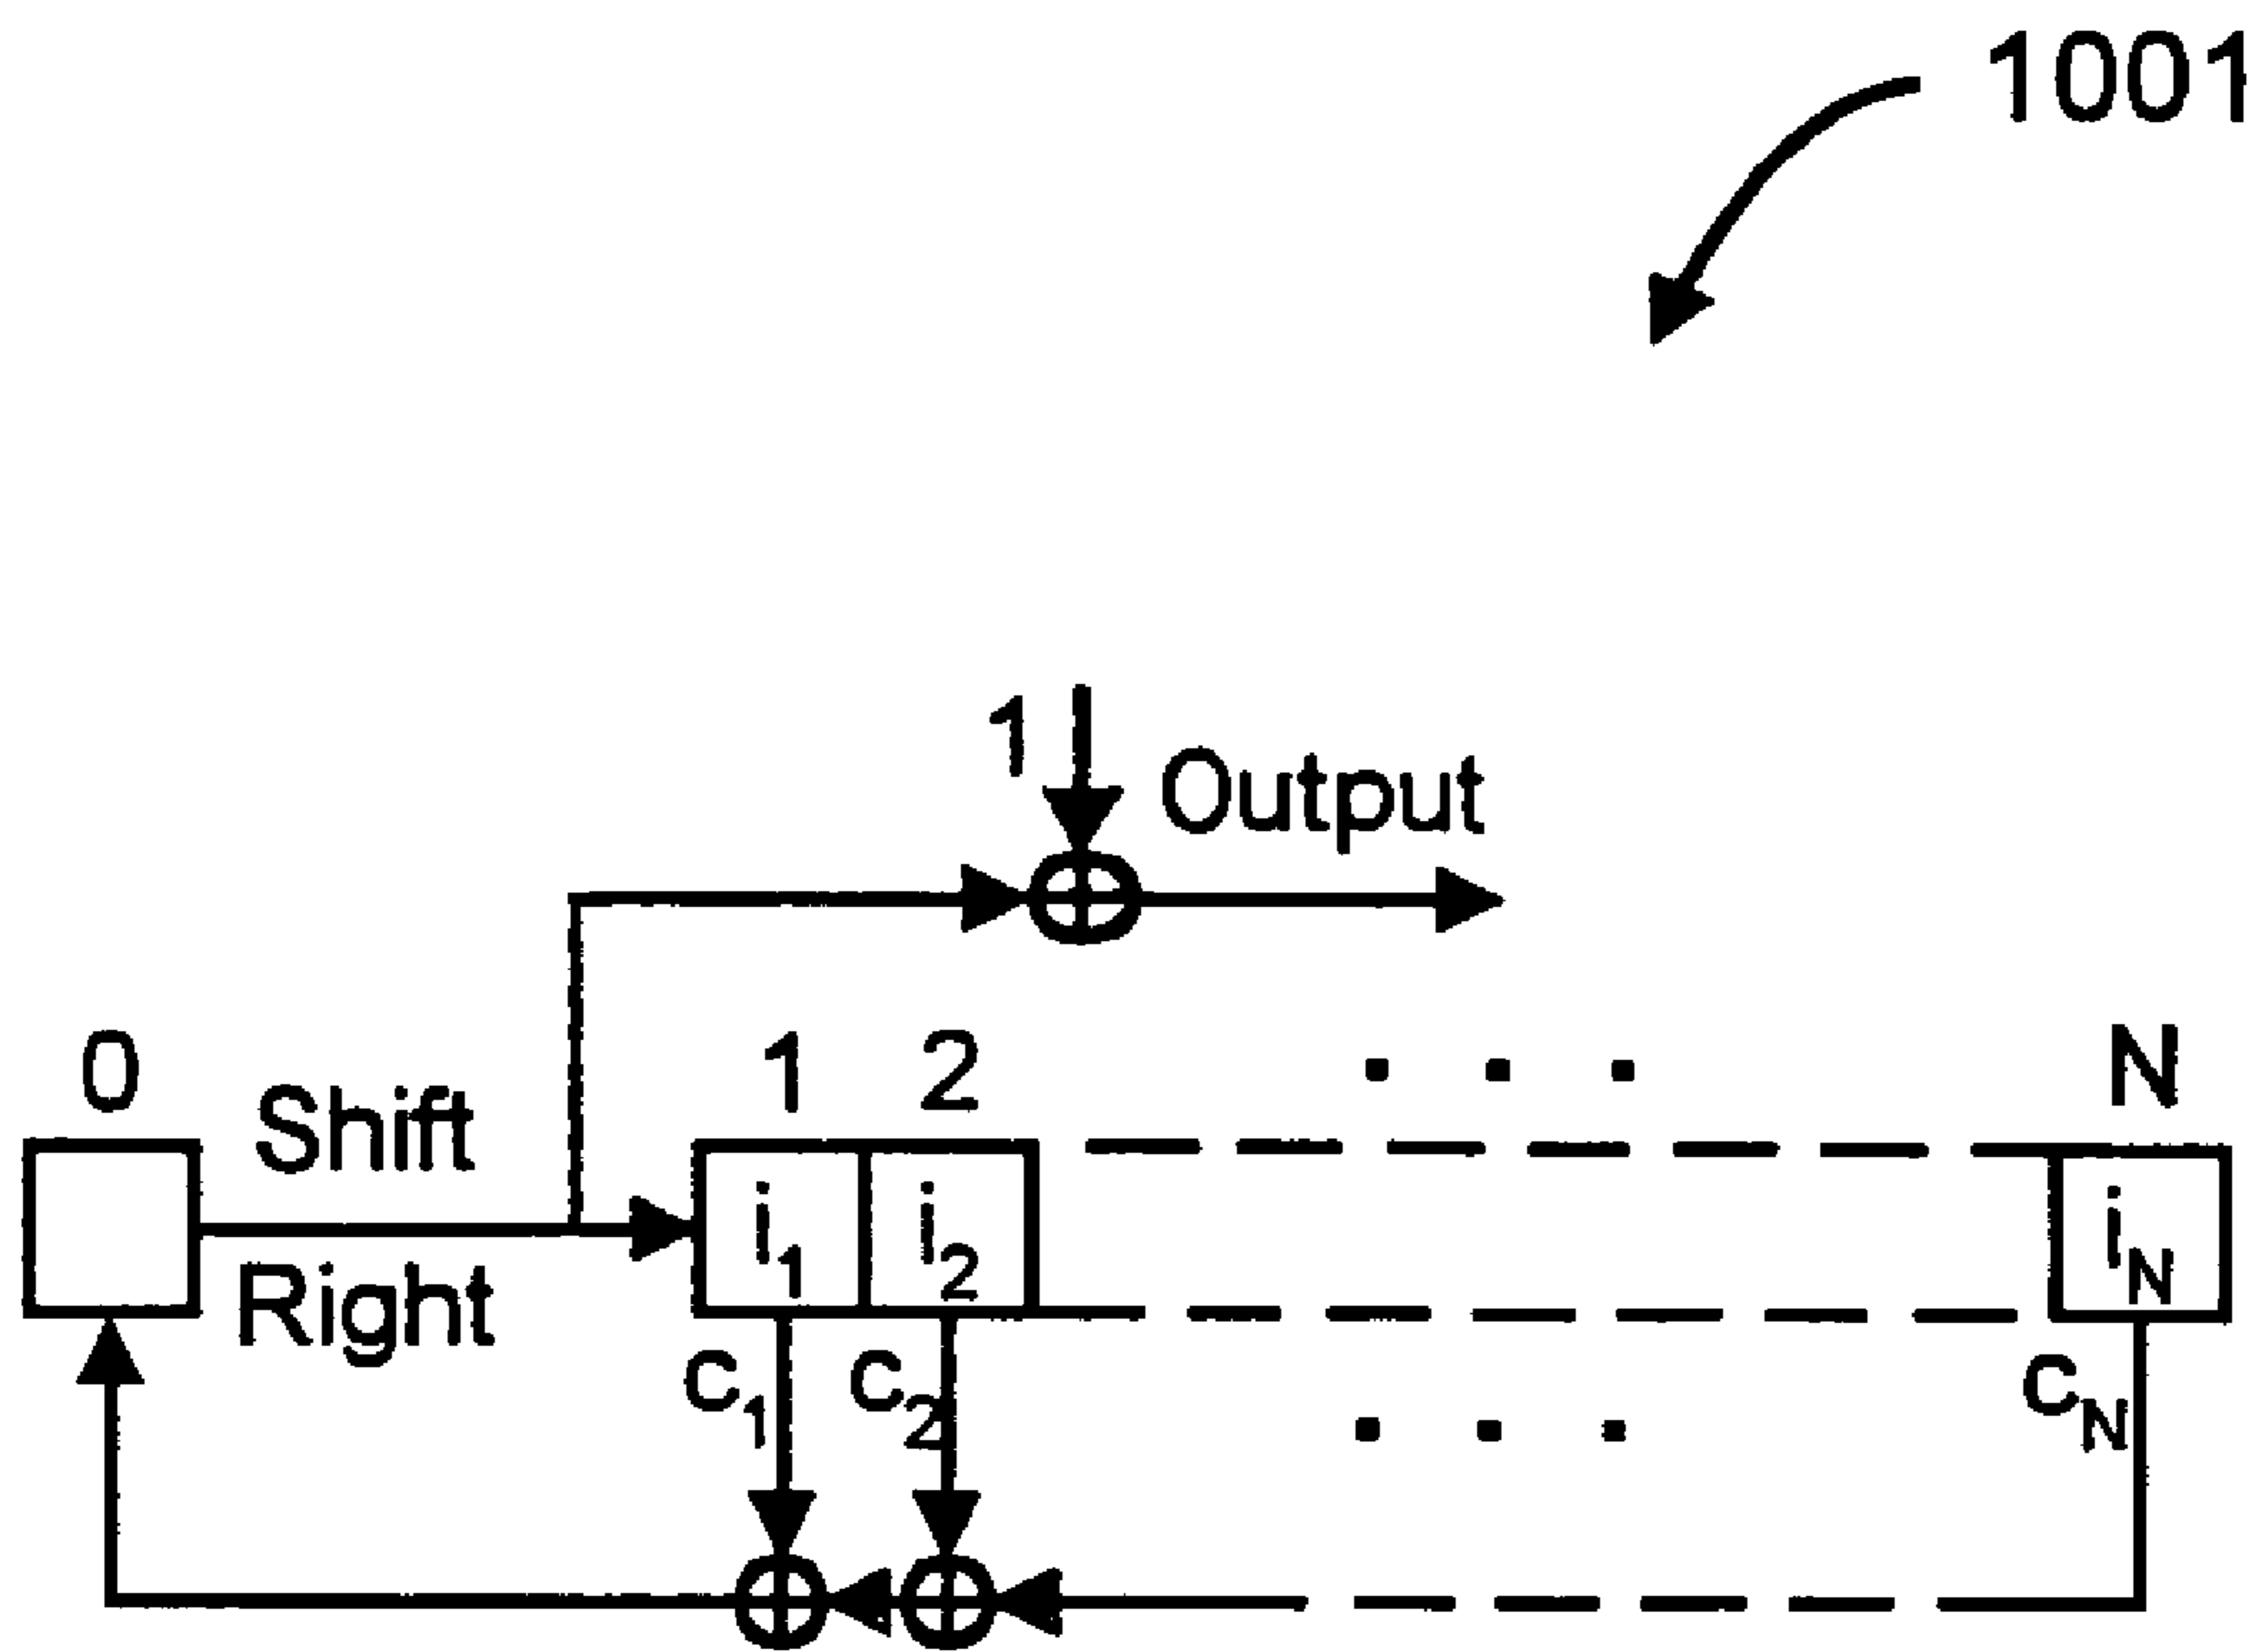 1001
1 Output
0 1 2 . . . N
Shift
Right
i1 i2 iN
c1 c2 . . . cN